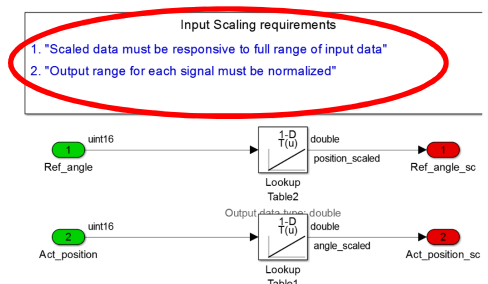 Input Scaling requirements
1. "Scaled data must be responsive to full range of input data"
2. "Output range for each signal must be normalized"
1-D
T(u)
uint16
double
1
1
position_scaled
Ref_angle
Ref_angle_sc
Lookup
Table2
Output data type: double
1-D
T(u)
uint16
double
2
2
angle_scaled
Act_position
Act_position_sc
Lookup
Table1